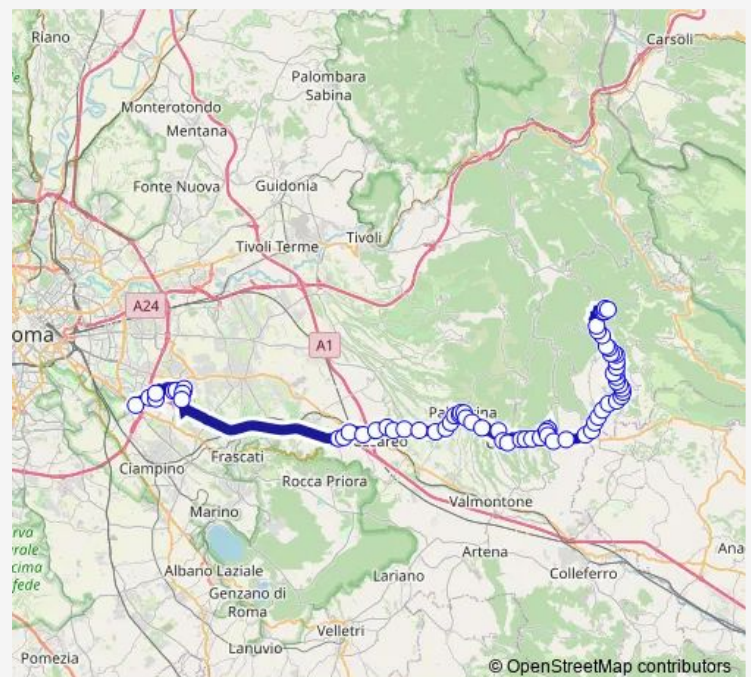 Riano
Carsoli
Palombara
Sabina
Monterotondo
Mentana
Fonte Nuova
Guidonia
Tivoli
Tivoli Terme
A24
oma
A1
Ciampino
Frascati
Rocca Priora
Marino
Valmontone
Albano Laziale
Genzano di
Roma
Lariano
Artena
Colleferro
Ana
Velletri
Lanuvio
Pomezia
© OpenStreetMap contributors